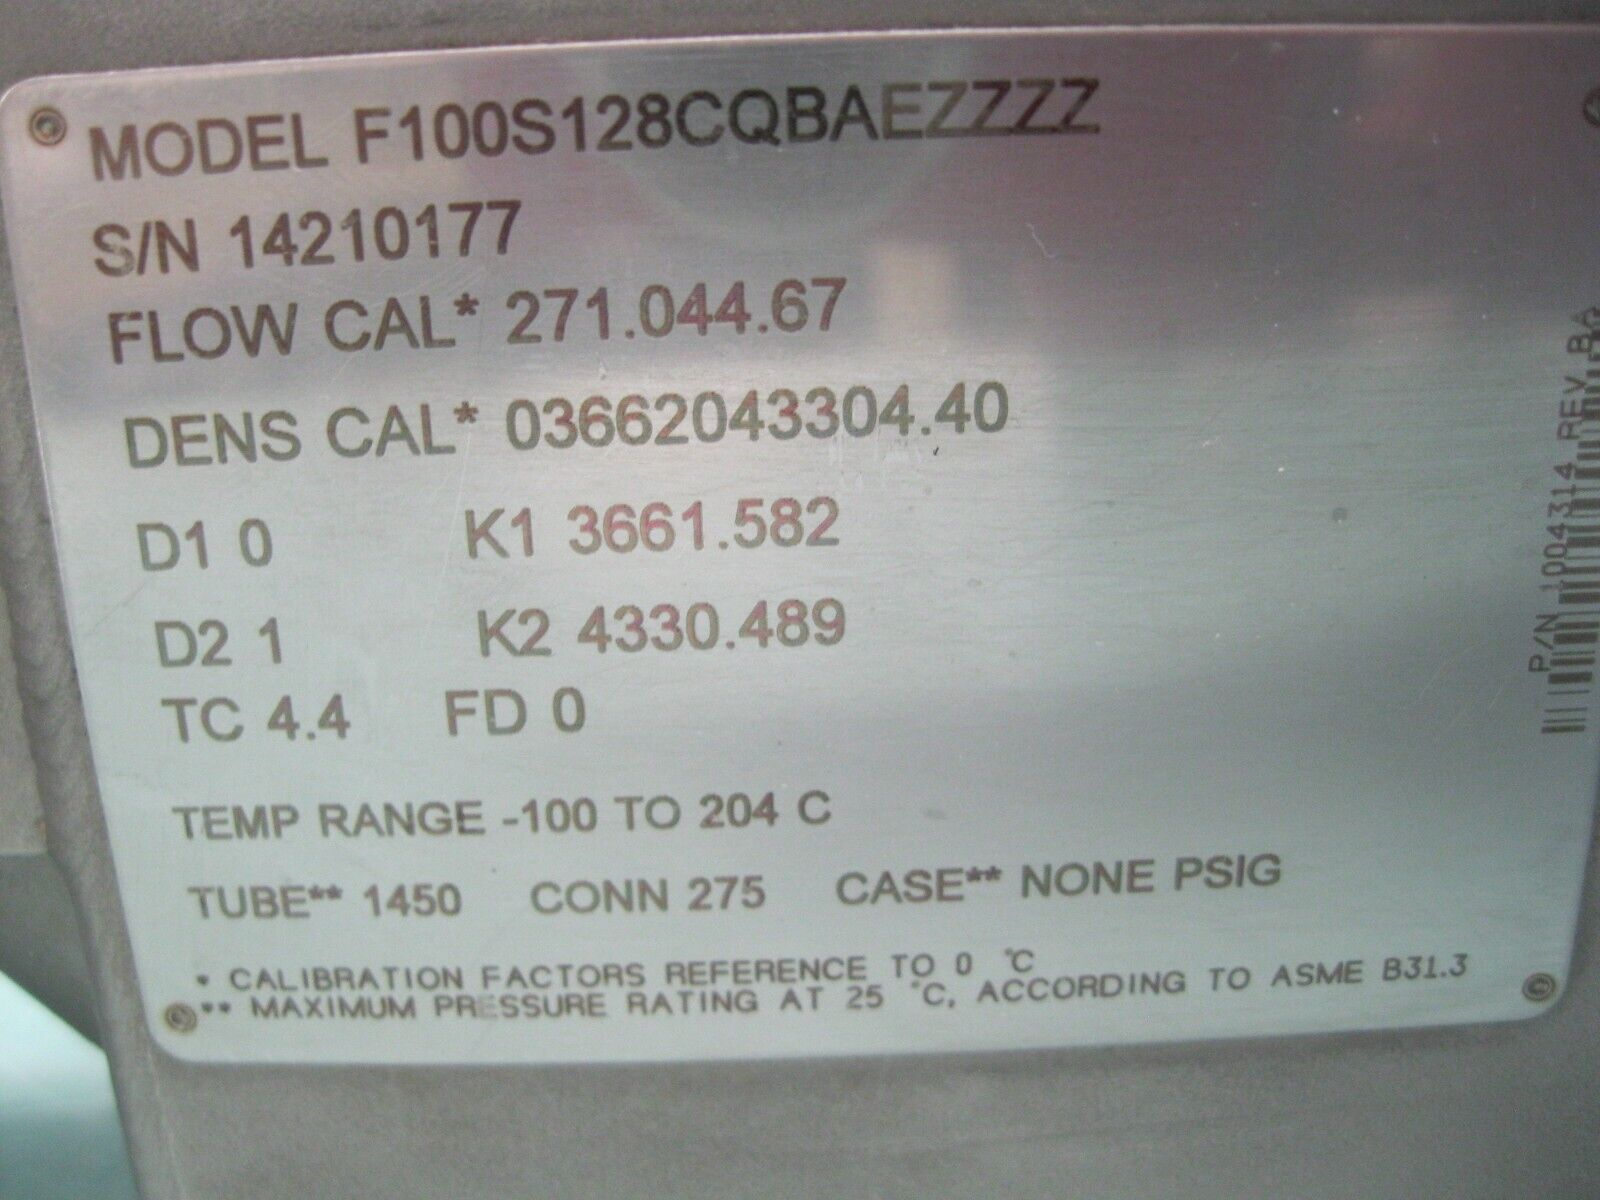 MODEL F100S128CQBAEZZZZ
S/N 14210177
FLOW CAL* 271.044.67
DENS CAL* 03662043304.40
D1 0 K1 3661.582
D2 1 K2 4330.489
TC 4.4 FD 0
TEMP RANGE -100 TO 204 C
TUBE** 1450 CONN 275 CASE** NONE PSIG
* CALIBRATION FACTORS REFERENCE TO 0 °C
** MAXIMUM PRESSURE RATING AT 25 °C, ACCORDING TO ASME B31.3
P/N 1004314 REV BA